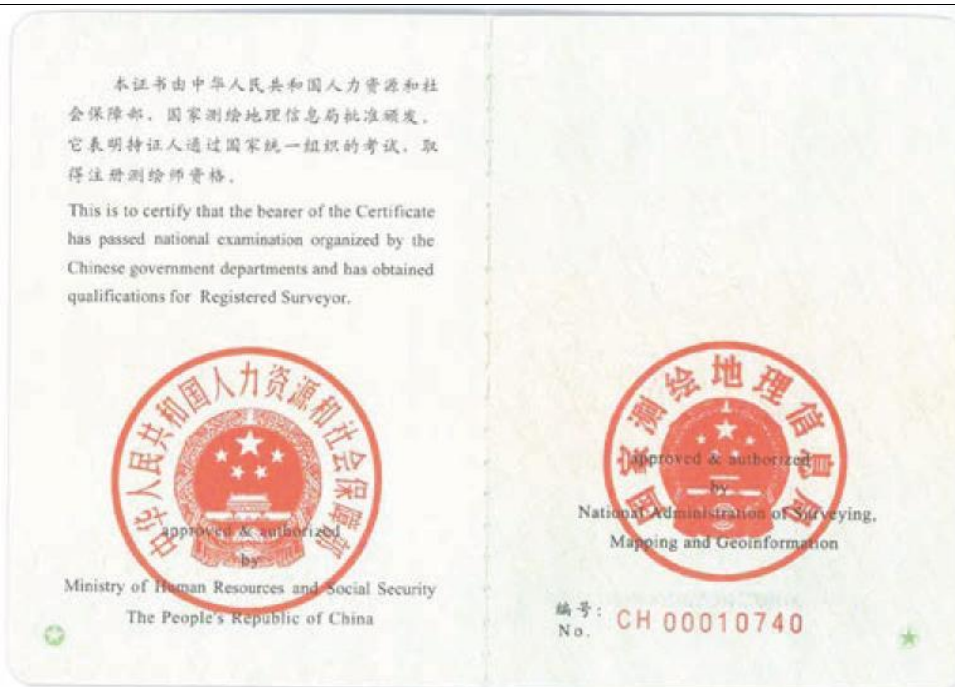 本证书由中华人民共和国人力资源和社
会保障部、国家测绘地理信息局批准颁发。
它表明持证人通过国家统一组织的考试，取
得注册测绘师资格。
This is to certify that the bearer of the Certificate
has passed national examination organized by the
Chinese government departments and has obtained
qualifications for Registered Surveyor.
中华人民共和国人力资源和社会保障部
approved & authorized
by
Ministry of Human Resources and Social Security
The People's Republic of China
国家测绘地理信息局
approved & authorized
by
National Administration of Surveying,
Mapping and Geoinformation
编号：
No. CH 00010740